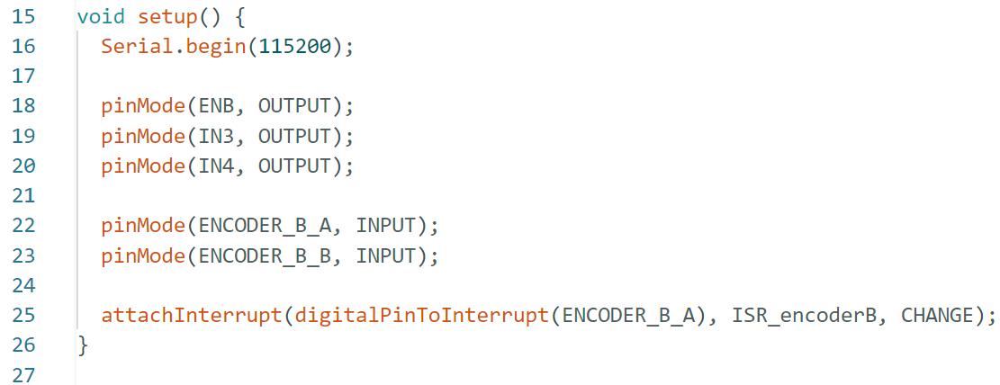 15 void setup() {
16 Serial.begin(115200);
17
18 pinMode(ENB, OUTPUT);
19 pinMode(IN3, OUTPUT);
20 pinMode(IN4, OUTPUT);
21
22 pinMode(ENCODER_B_A, INPUT);
23 pinMode(ENCODER_B_B, INPUT);
24
25 attachInterrupt(digitalPinToInterrupt(ENCODER_B_A), ISR_encoderB, CHANGE);
26 }
27